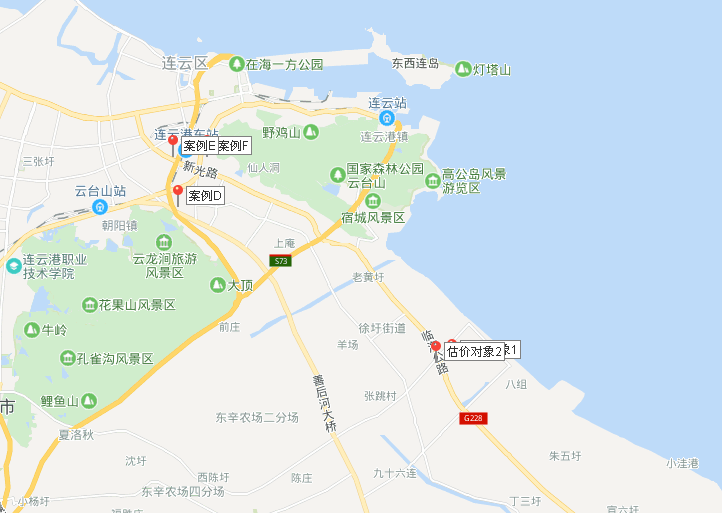 连云区
在海一方公园
东西连岛
灯塔山
连云站
连云港东站
野鸡山
连云港镇
案例E
案例F
三张圩
新光路
仙人洞
国家森林公园
云台山
高公岛风景
游览区
云台山站
案例D
宿城风景区
朝阳镇
上庵
云龙涧旅游
风景区
S73
连云港职业
技术学院
老黄圩
大顶
花果山风景区
前庄
徐圩街道
牛岭
羊场
估价对象2
象1
孔雀沟风景区
善后河大桥
张跳村
八组
鲤鱼山
市
东辛农场二分场
G228
夏洛秋
沈圩
西陈圩
陈庄
九十六连
朱五圩
小洼港
东辛农场四分场
小杨圩
丁三圩